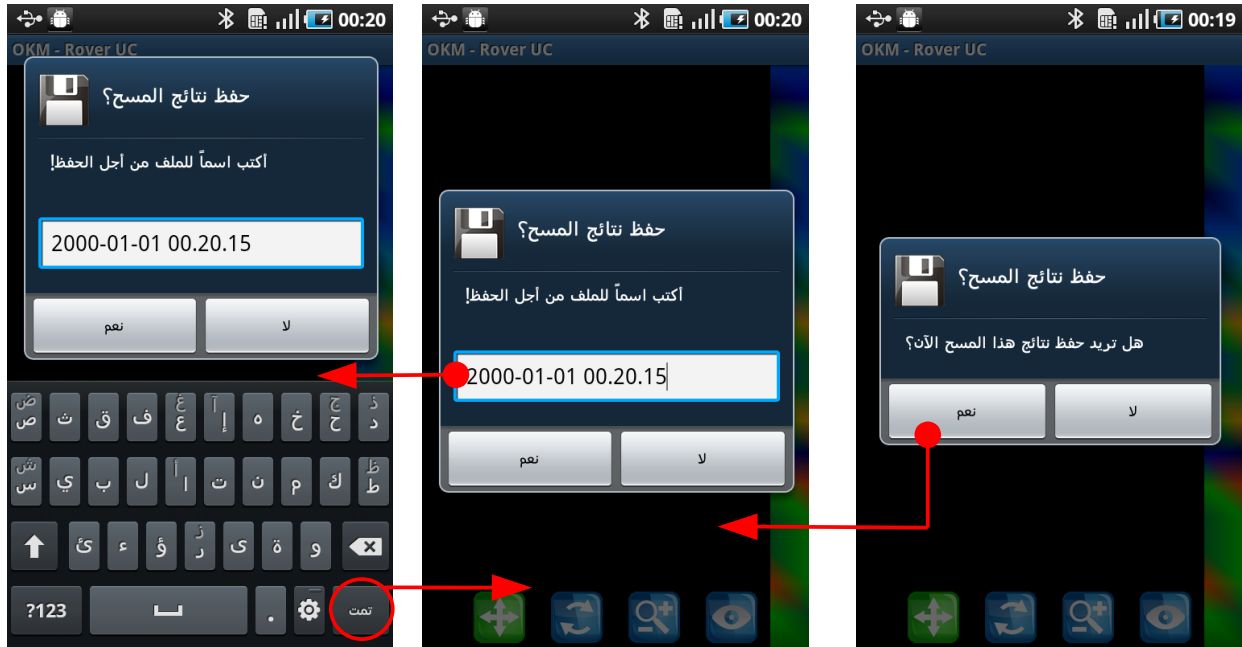 00:20
OKM - Rover UC
حفظ نتائج المسح؟
أكتب اسماً للملف من أجل الحفظ!
2000-01-01 00.20.15
نعم
لا
ض ص ث ق ف غ ع آ إ ه خ ج ح ذ د
ش س ي ب ل أ ا ت ن م ك ظ ط
ئ ء ؤ ز ر ى ة و
?123
.
تمت
00:20
OKM - Rover UC
حفظ نتائج المسح؟
أكتب اسماً للملف من أجل الحفظ!
2000-01-01 00.20.15
نعم
لا
00:19
OKM - Rover UC
حفظ نتائج المسح؟
هل تريد حفظ نتائج هذا المسح الآن؟
نعم
لا